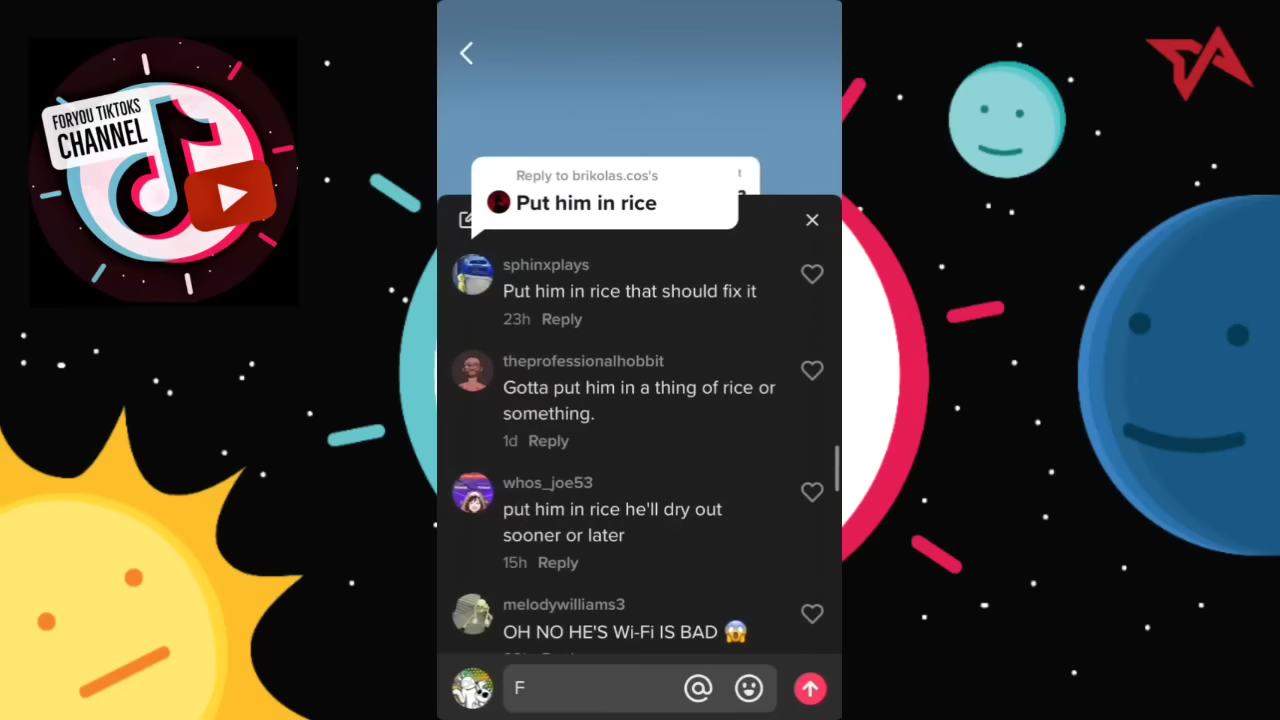 FORYOU TIKTOKS
CHANNEL
Reply to brikolas.cos's
Put him in rice
t
sphinxplays
Put him in rice that should fix it
23h Reply
theprofessionalhobbit
Gotta put him in a thing of rice or
something.
1d Reply
whos_joe53
put him in rice he'll dry out
sooner or later
15h Reply
melodywilliams3
OH NO HE'S Wi-Fi IS BAD 😱
F